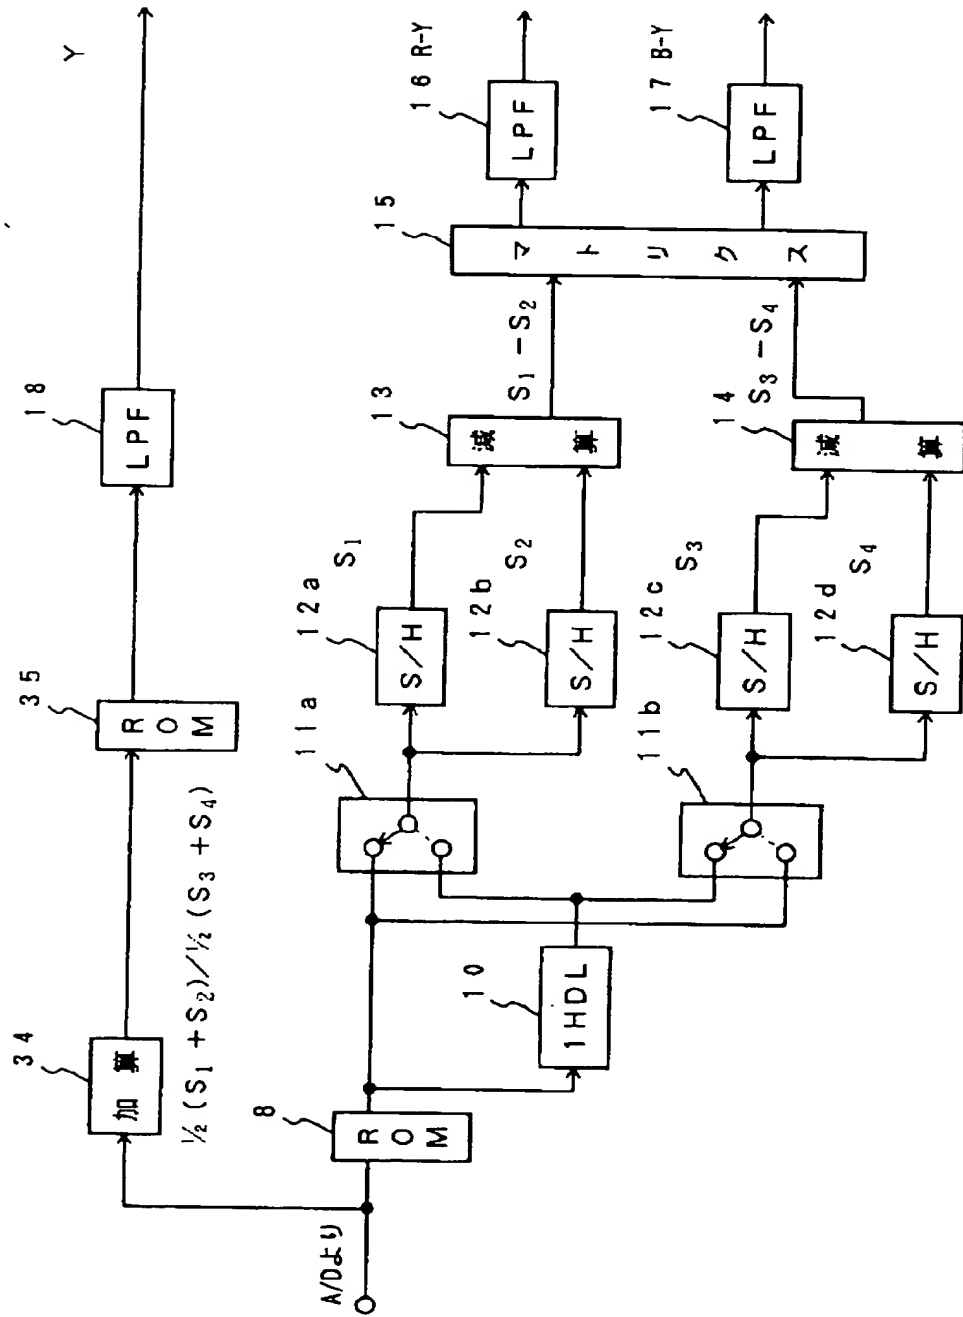 A/Dより
34
加算
½(S₁+S₂)/½(S₃+S₄)
35
ROM
18
LPF
Y
8
ROM
10
1HDL
11a
11b
12a
S/H
S₁
12b
S/H
S₂
12c
S/H
S₃
12d
S/H
S₄
13
減算
S₁−S₂
14
減算
S₃−S₄
15
マトリクス
16 R-Y
LPF
17 B-Y
LPF